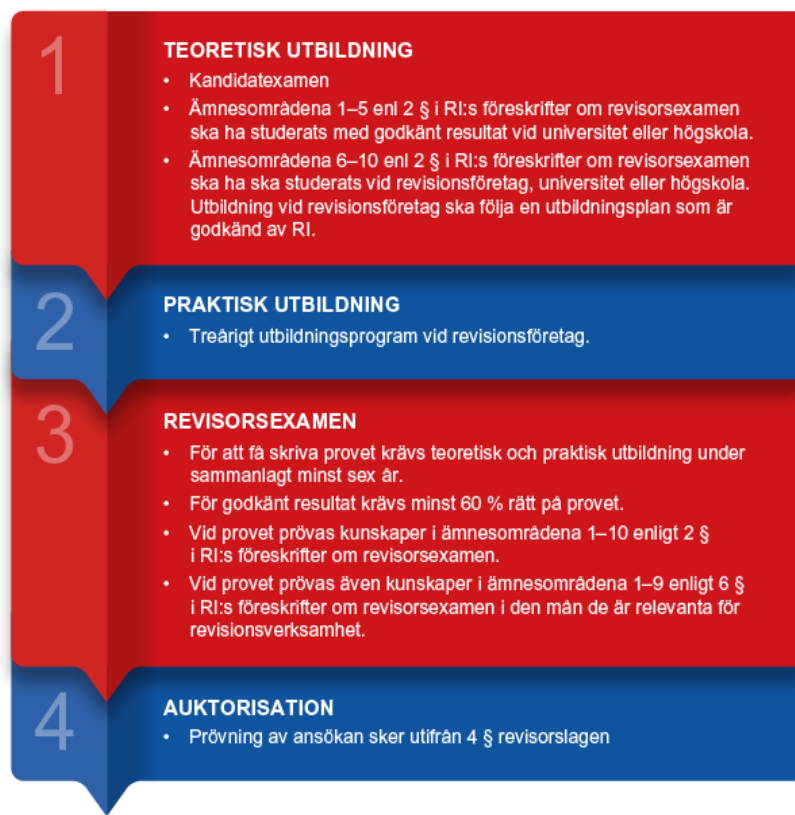 1
TEORETISK UTBILDNING
• Kandidatexamen
• Ämnesområdena 1–5 enl 2 § i RI:s föreskrifter om revisorsexamen
ska ha studerats med godkänt resultat vid universitet eller högskola.
• Ämnesområdena 6–10 enl 2 § i RI:s föreskrifter om revisorsexamen
ska ha ska studerats vid revisionsföretag, universitet eller högskola.
Utbildning vid revisionsföretag ska följa en utbildningsplan som är
godkänd av RI.
2
PRAKTISK UTBILDNING
• Treårigt utbildningsprogram vid revisionsföretag.
3
REVISORSEXAMEN
• För att få skriva provet krävs teoretisk och praktisk utbildning under
sammanlagt minst sex år.
• För godkänt resultat krävs minst 60 % rätt på provet.
• Vid provet prövas kunskaper i ämnesområdena 1–10 enligt 2 §
i RI:s föreskrifter om revisorsexamen.
• Vid provet prövas även kunskaper i ämnesområdena 1–9 enligt 6 §
i RI:s föreskrifter om revisorsexamen i den mån de är relevanta för
revisionsverksamhet.
4
AUKTORISATION
• Prövning av ansökan sker utifrån 4 § revisorslagen